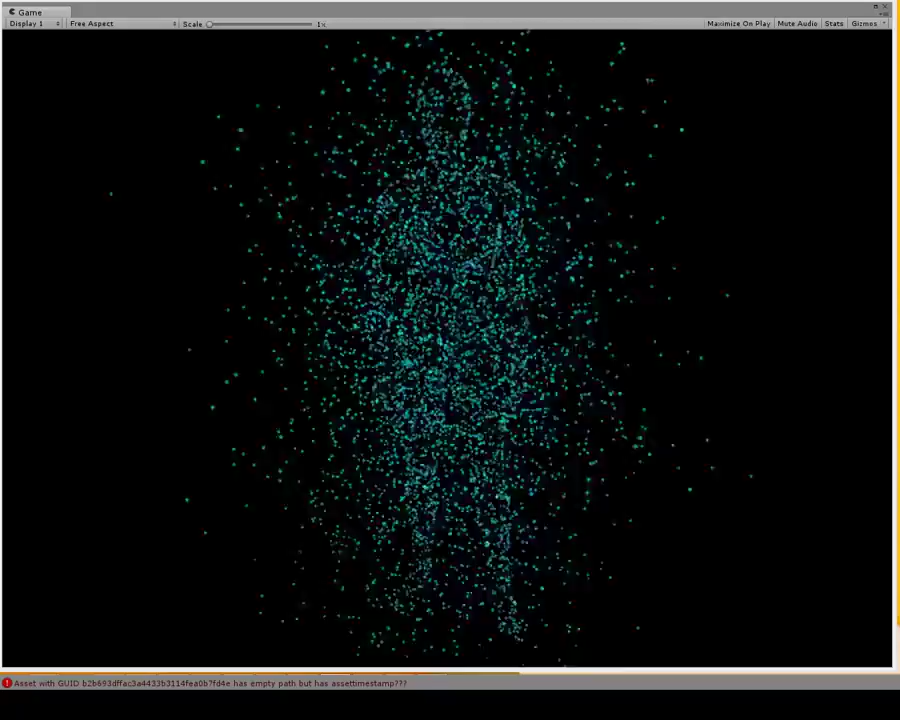 Game
Display 1 Free Aspect Scale 1x Maximize On Play Mute Audio Stats Gizmos
Asset with GUID b2b693dffac3a4433b3114fea0b7fd4e has empty path but has assettimestamp???